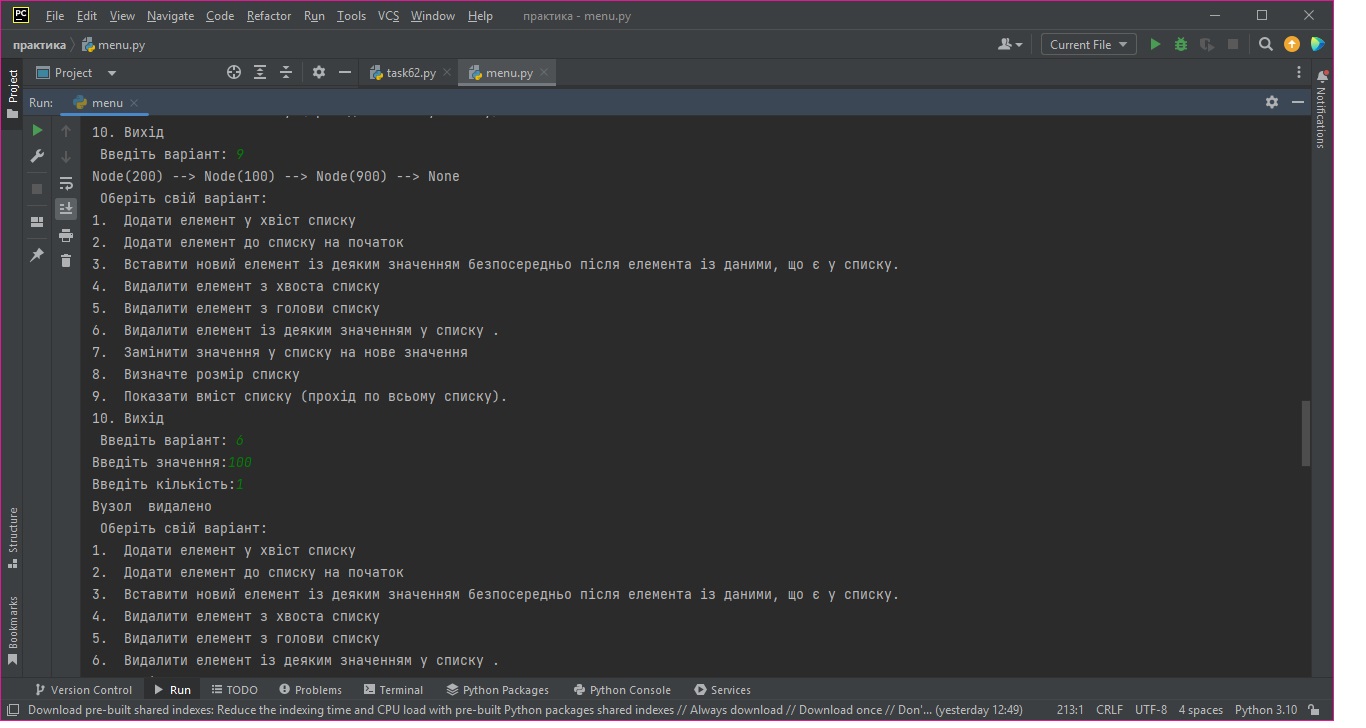 PC File Edit View Navigate Code Refactor Run Tools VCS Window Help практика - menu.py
практика menu.py Current File
Project task62.py menu.py
Run: menu
10. Вихід
Введіть варіант: 9
Node(200) --> Node(100) --> Node(900) --> None
Оберіть свій варіант:
1. Додати елемент у хвіст списку
2. Додати елемент до списку на початок
3. Вставити новий елемент із деяким значенням безпосередньо після елемента із даними, що є у списку.
4. Видалити елемент з хвоста списку
5. Видалити елемент з голови списку
6. Видалити елемент із деяким значенням у списку .
7. Замінити значення у списку на нове значення
8. Визначте розмір списку
9. Показати вміст списку (прохід по всьому списку).
10. Вихід
Введіть варіант: 6
Введіть значення:100
Введіть кількість:1
Вузол  видалено
Оберіть свій варіант:
1. Додати елемент у хвіст списку
2. Додати елемент до списку на початок
3. Вставити новий елемент із деяким значенням безпосередньо після елемента із даними, що є у списку.
4. Видалити елемент з хвоста списку
5. Видалити елемент з голови списку
6. Видалити елемент із деяким значенням у списку .
Project
Structure
Bookmarks
Notifications
Version Control Run TODO Problems Terminal Python Packages Python Console Services
Download pre-built shared indexes: Reduce the indexing time and CPU load with pre-built Python packages shared indexes // Always download // Download once // Don'... (yesterday 12:49) 213:1 CRLF UTF-8 4 spaces Python 3.10